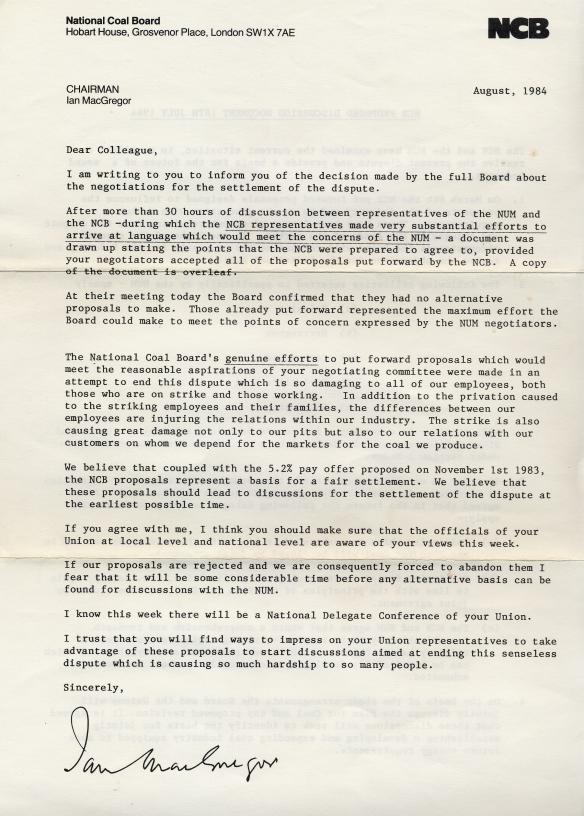 National Coal Board
Hobart House, Grosvenor Place, London SW1X 7AE
NCB
CHAIRMAN
Ian MacGregor
August, 1984
Dear Colleague,
I am writing to you to inform you of the decision made by the full Board about
the negotiations for the settlement of the dispute.
After more than 30 hours of discussion between representatives of the NUM and
the NCB -during which the NCB representatives made very substantial efforts to
arrive at language which would meet the concerns of the NUM - a document was
drawn up stating the points that the NCB were prepared to agree to, provided
your negotiators accepted all of the proposals put forward by the NCB. A copy
of the document is overleaf.
At their meeting today the Board confirmed that they had no alternative
proposals to make. Those already put forward represented the maximum effort the
Board could make to meet the points of concern expressed by the NUM negotiators.
The National Coal Board's genuine efforts to put forward proposals which would
meet the reasonable aspirations of your negotiating committee were made in an
attempt to end this dispute which is so damaging to all of our employees, both
those who are on strike and those working. In addition to the privation caused
to the striking employees and their families, the differences between our
employees are injuring the relations within our industry. The strike is also
causing great damage not only to our pits but also to our relations with our
customers on whom we depend for the markets for the coal we produce.
We believe that coupled with the 5.2% pay offer proposed on November 1st 1983,
the NCB proposals represent a basis for a fair settlement. We believe that
these proposals should lead to discussions for the settlement of the dispute at
the earliest possible time.
If you agree with me, I think you should make sure that the officials of your
Union at local level and national level are aware of your views this week.
If our proposals are rejected and we are consequently forced to abandon them I
fear that it will be some considerable time before any alternative basis can be
found for discussions with the NUM.
I know this week there will be a National Delegate Conference of your Union.
I trust that you will find ways to impress on your Union representatives to take
advantage of these proposals to start discussions aimed at ending this senseless
dispute which is causing so much hardship to so many people.
Sincerely,
Ian MacGregor